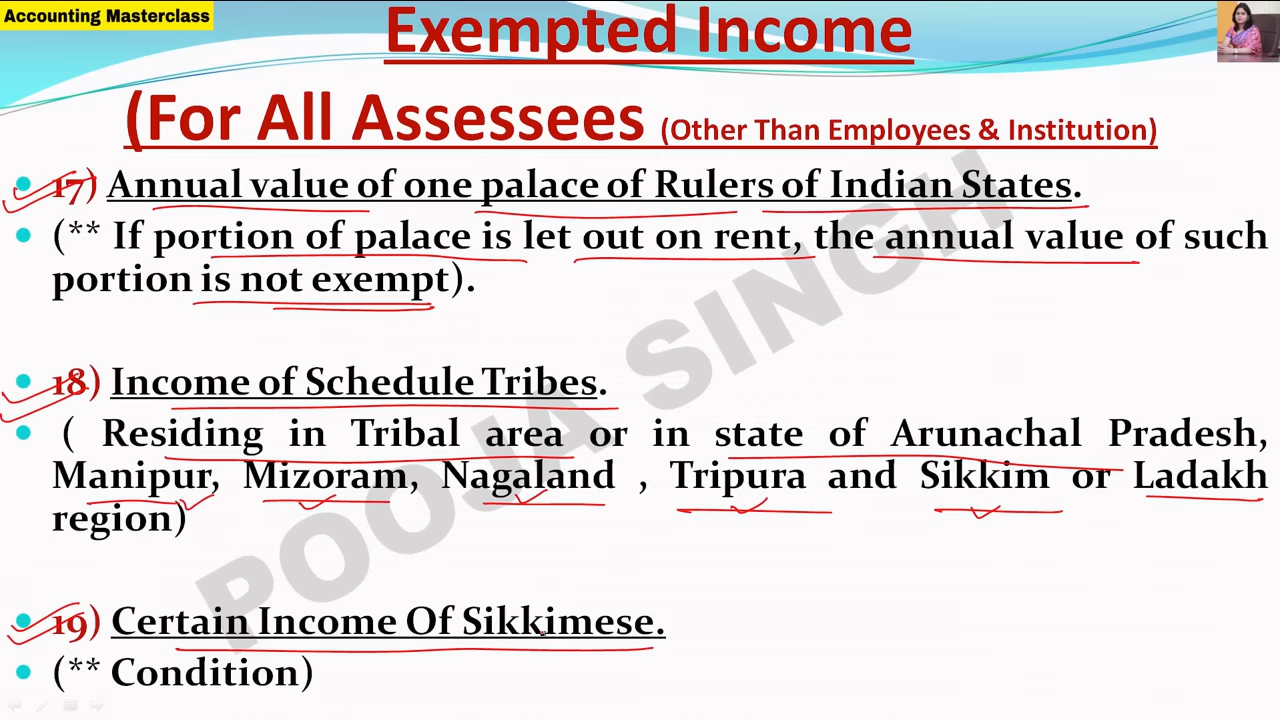 Accounting Masterclass
Exempted Income
(For All Assessees (Other Than Employees & Institution)
17) Annual value of one palace of Rulers of Indian States.
(** If portion of palace is let out on rent, the annual value of such
portion is not exempt).
18) Income of Schedule Tribes.
( Residing in Tribal area or in state of Arunachal Pradesh,
Manipur, Mizoram, Nagaland , Tripura and Sikkim or Ladakh
region)
19) Certain Income Of Sikkimese.
(** Condition)
POOJA SINGH